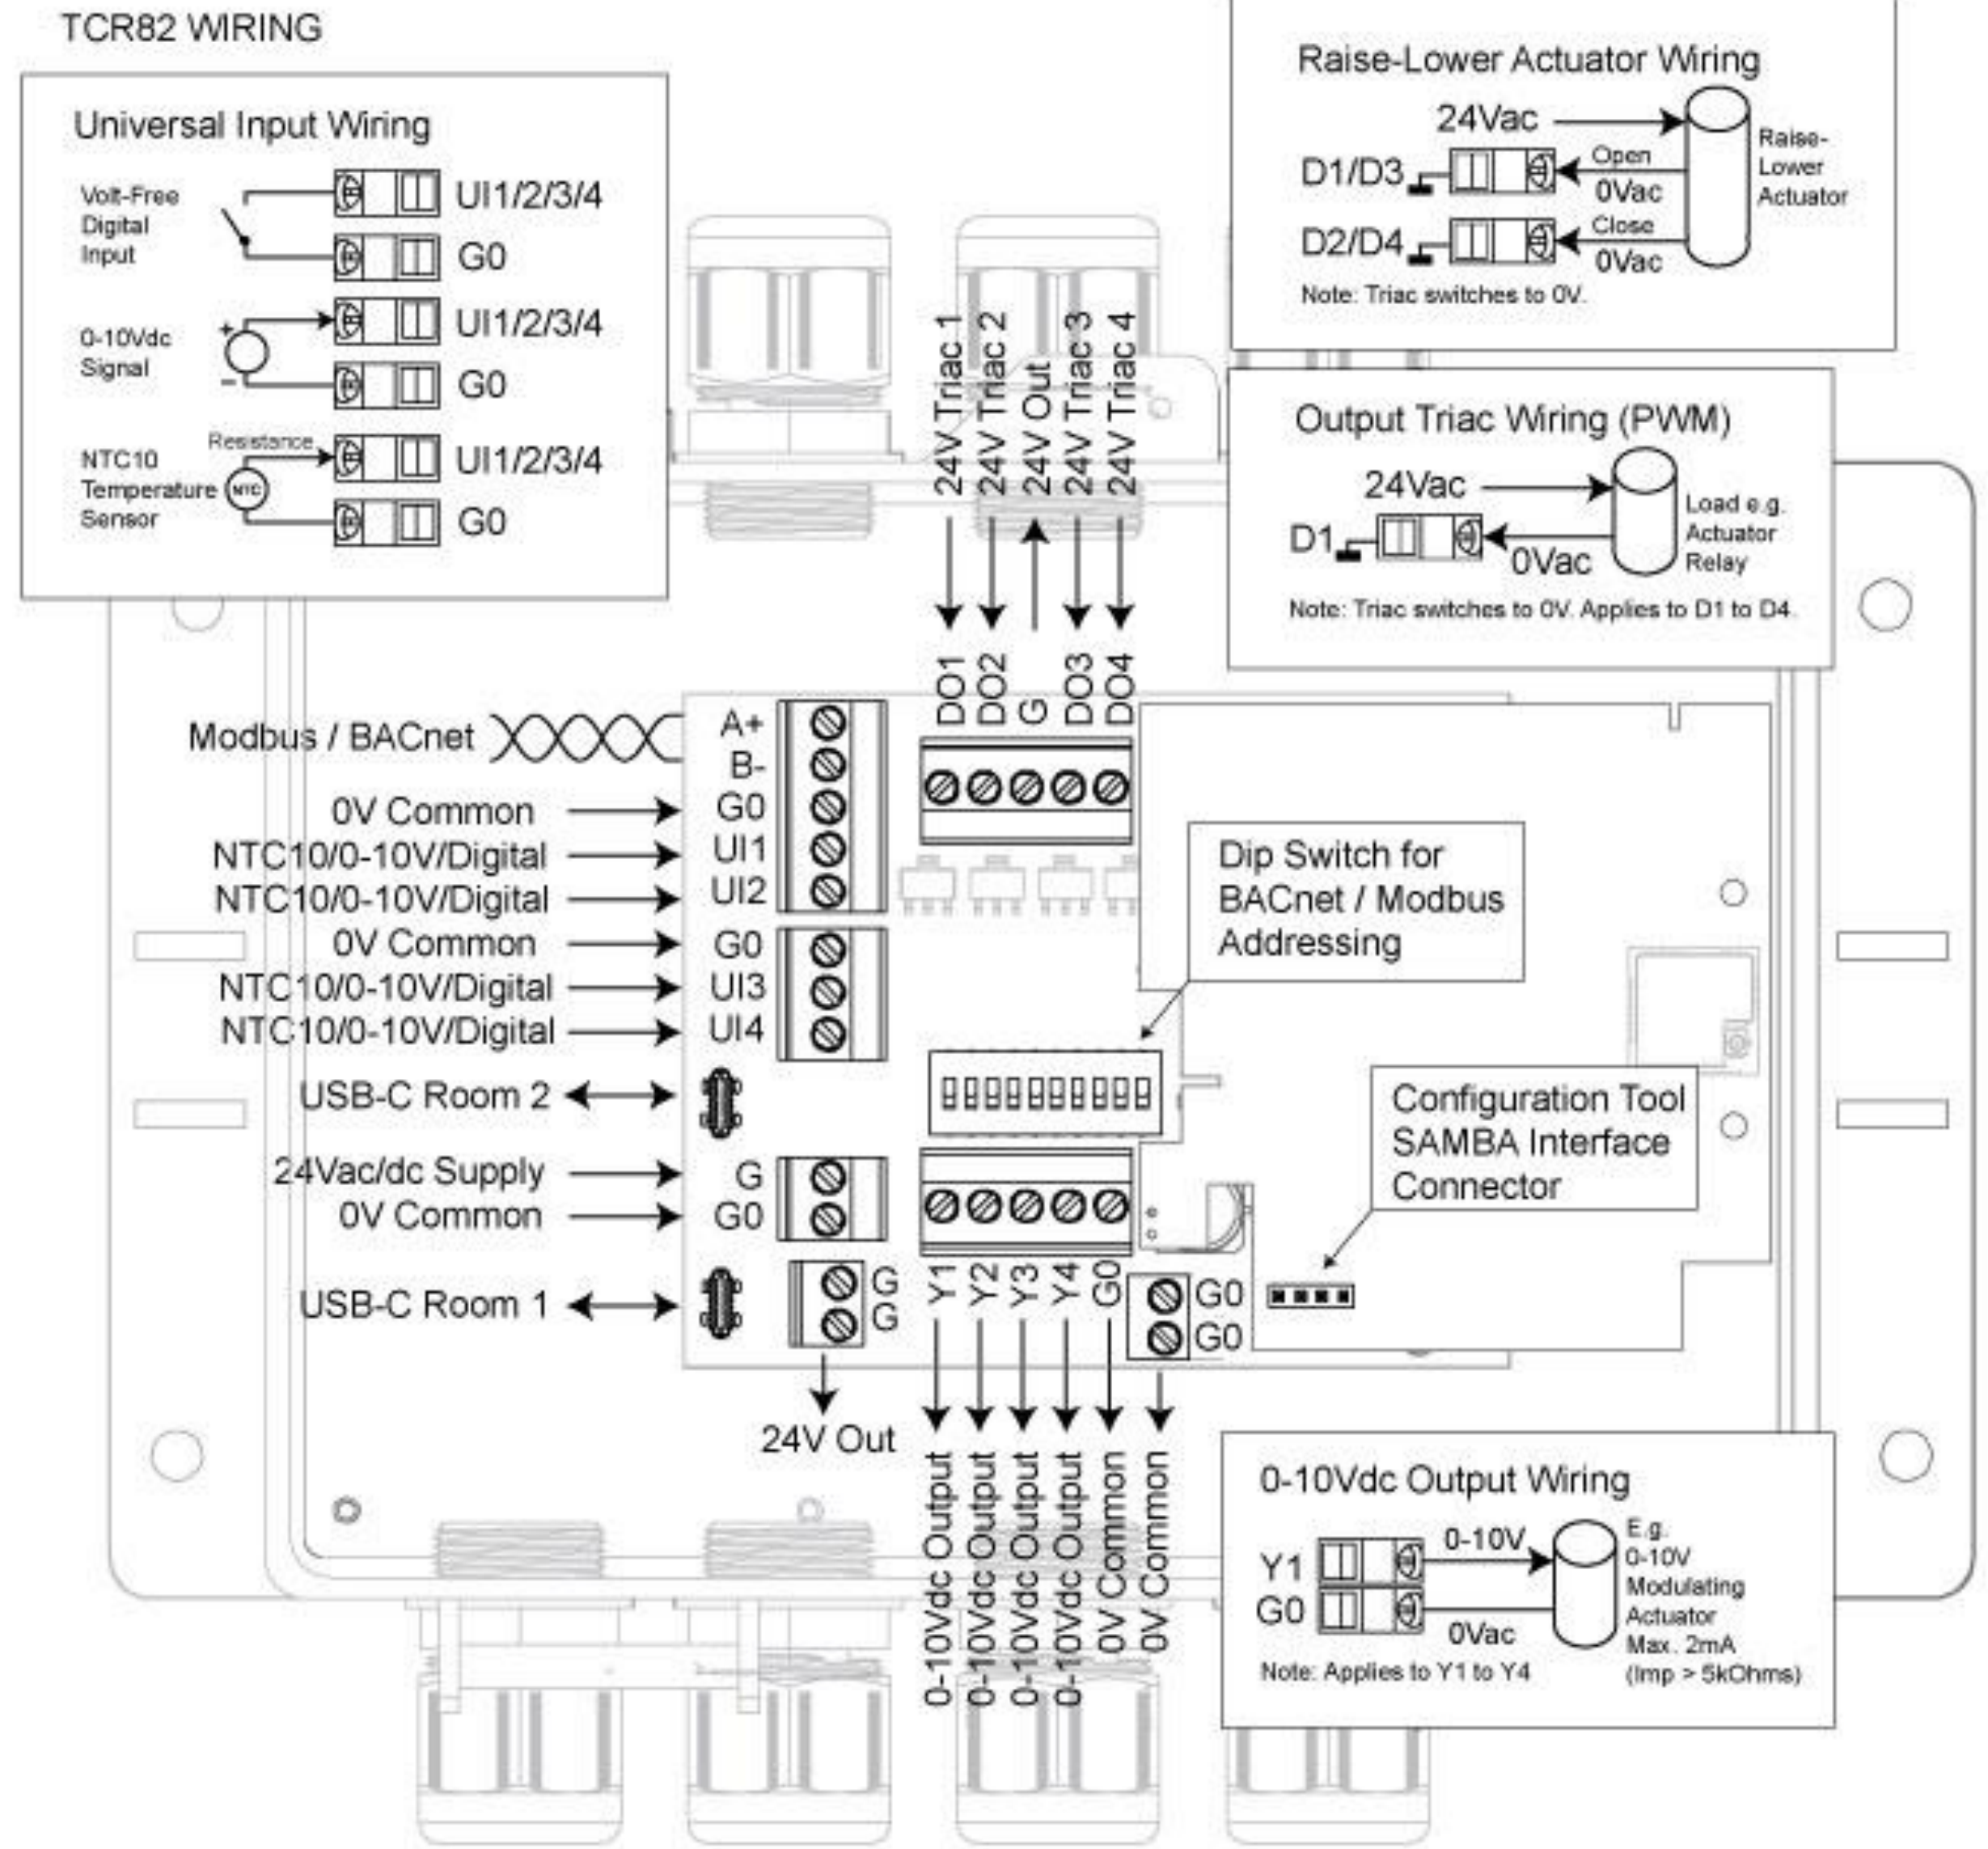 TCR82 WIRING
Universal Input Wiring
Volt-Free
Digital
Input
UI1/2/3/4
G0
0-10Vdc
Signal
+
-
UI1/2/3/4
G0
Resistance
NTC10
Temperature
Sensor
NTC
UI1/2/3/4
G0
Raise-Lower Actuator Wiring
24Vac
D1/D3
Open
0Vac
D2/D4
Close
0Vac
Raise-
Lower
Actuator
Note: Triac switches to 0V.
Output Triac Wiring (PWM)
24Vac
D1
0Vac
Load e.g.
Actuator
Relay
Note: Triac switches to 0V. Applies to D1 to D4.
24V Triac 1
24V Triac 2
24V Out
24V Triac 3
24V Triac 4
DO1
DO2
G
DO3
DO4
Modbus / BACnet
A+
B-
0V Common
G0
NTC10/0-10V/Digital
UI1
NTC10/0-10V/Digital
UI2
0V Common
G0
NTC10/0-10V/Digital
UI3
NTC10/0-10V/Digital
UI4
USB-C Room 2
24Vac/dc Supply
G
0V Common
G0
USB-C Room 1
G
G
24V Out
Dip Switch for
BACnet / Modbus
Addressing
Configuration Tool
SAMBA Interface
Connector
Y1
Y2
Y3
Y4
G0
G0
G0
0-10Vdc Output
0-10Vdc Output
0-10Vdc Output
0-10Vdc Output
0V Common
0V Common
0-10Vdc Output Wiring
Y1
0-10V
G0
0Vac
E.g.
0-10V
Modulating
Actuator
Max. 2mA
(Imp > 5kOhms)
Note: Applies to Y1 to Y4